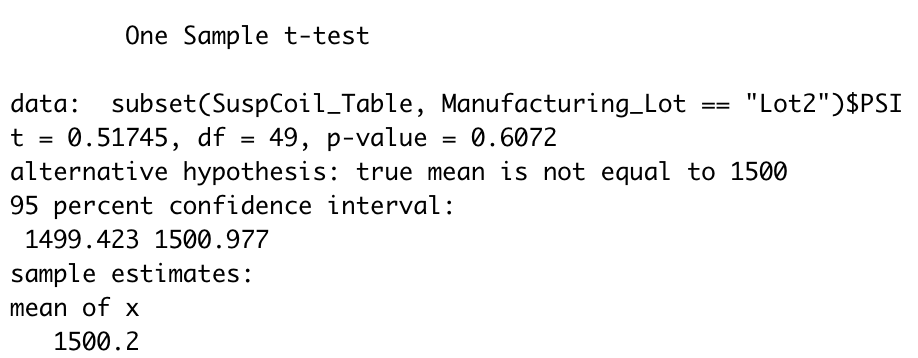 One Sample t-test
data:  subset(SuspCoil_Table, Manufacturing_Lot == "Lot2")$PSI
t = 0.51745, df = 49, p-value = 0.6072
alternative hypothesis: true mean is not equal to 1500
95 percent confidence interval:
1499.423 1500.977
sample estimates:
mean of x
1500.2